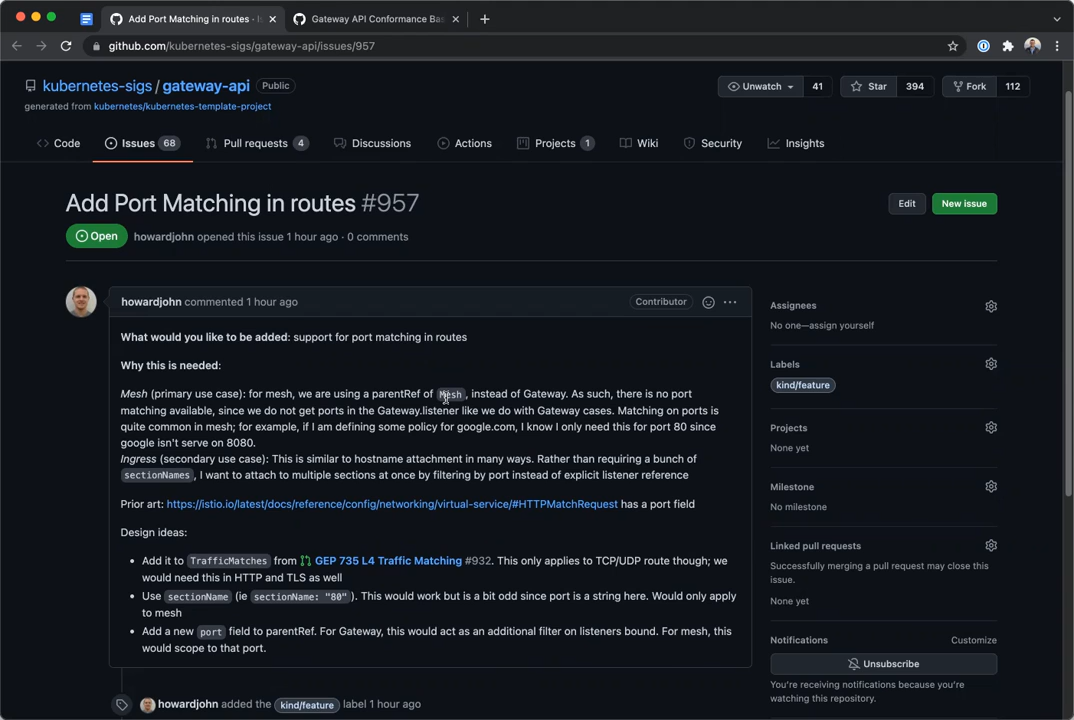 Add Port Matching in routes · Is
Gateway API Conformance Bas
github.com/kubernetes-sigs/gateway-api/issues/957
kubernetes-sigs / gateway-api Public
Unwatch 41 Star 394 Fork 112
generated from kubernetes/kubernetes-template-project
Code Issues 68 Pull requests 4 Discussions Actions Projects 1 Wiki Security Insights
Add Port Matching in routes #957
Edit New issue
Open howardjohn opened this issue 1 hour ago · 0 comments
howardjohn commented 1 hour ago Contributor
What would you like to be added: support for port matching in routes
Why this is needed:
Mesh (primary use case): for mesh, we are using a parentRef of Mesh, instead of Gateway. As such, there is no port
matching available, since we do not get ports in the Gateway.listener like we do with Gateway cases. Matching on ports is
quite common in mesh; for example, if I am defining some policy for google.com, I know I only need this for port 80 since
google isn't serve on 8080.
Ingress (secondary use case): This is similar to hostname attachment in many ways. Rather than requiring a bunch of
sectionNames, I want to attach to multiple sections at once by filtering by port instead of explicit listener reference
Prior art: https://istio.io/latest/docs/reference/config/networking/virtual-service/#HTTPMatchRequest has a port field
Design ideas:
• Add it to TrafficMatches from GEP 735 L4 Traffic Matching #932. This only applies to TCP/UDP route though; we
would need this in HTTP and TLS as well
• Use sectionName (ie sectionName: "80"). This would work but is a bit odd since port is a string here. Would only apply
to mesh
• Add a new port field to parentRef. For Gateway, this would act as an additional filter on listeners bound. For mesh, this
would scope to that port.
howardjohn added the kind/feature label 1 hour ago
Assignees
No one—assign yourself
Labels
kind/feature
Projects
None yet
Milestone
No milestone
Linked pull requests
Successfully merging a pull request may close this
issue.
None yet
Notifications Customize
Unsubscribe
You're receiving notifications because you're
watching this repository.